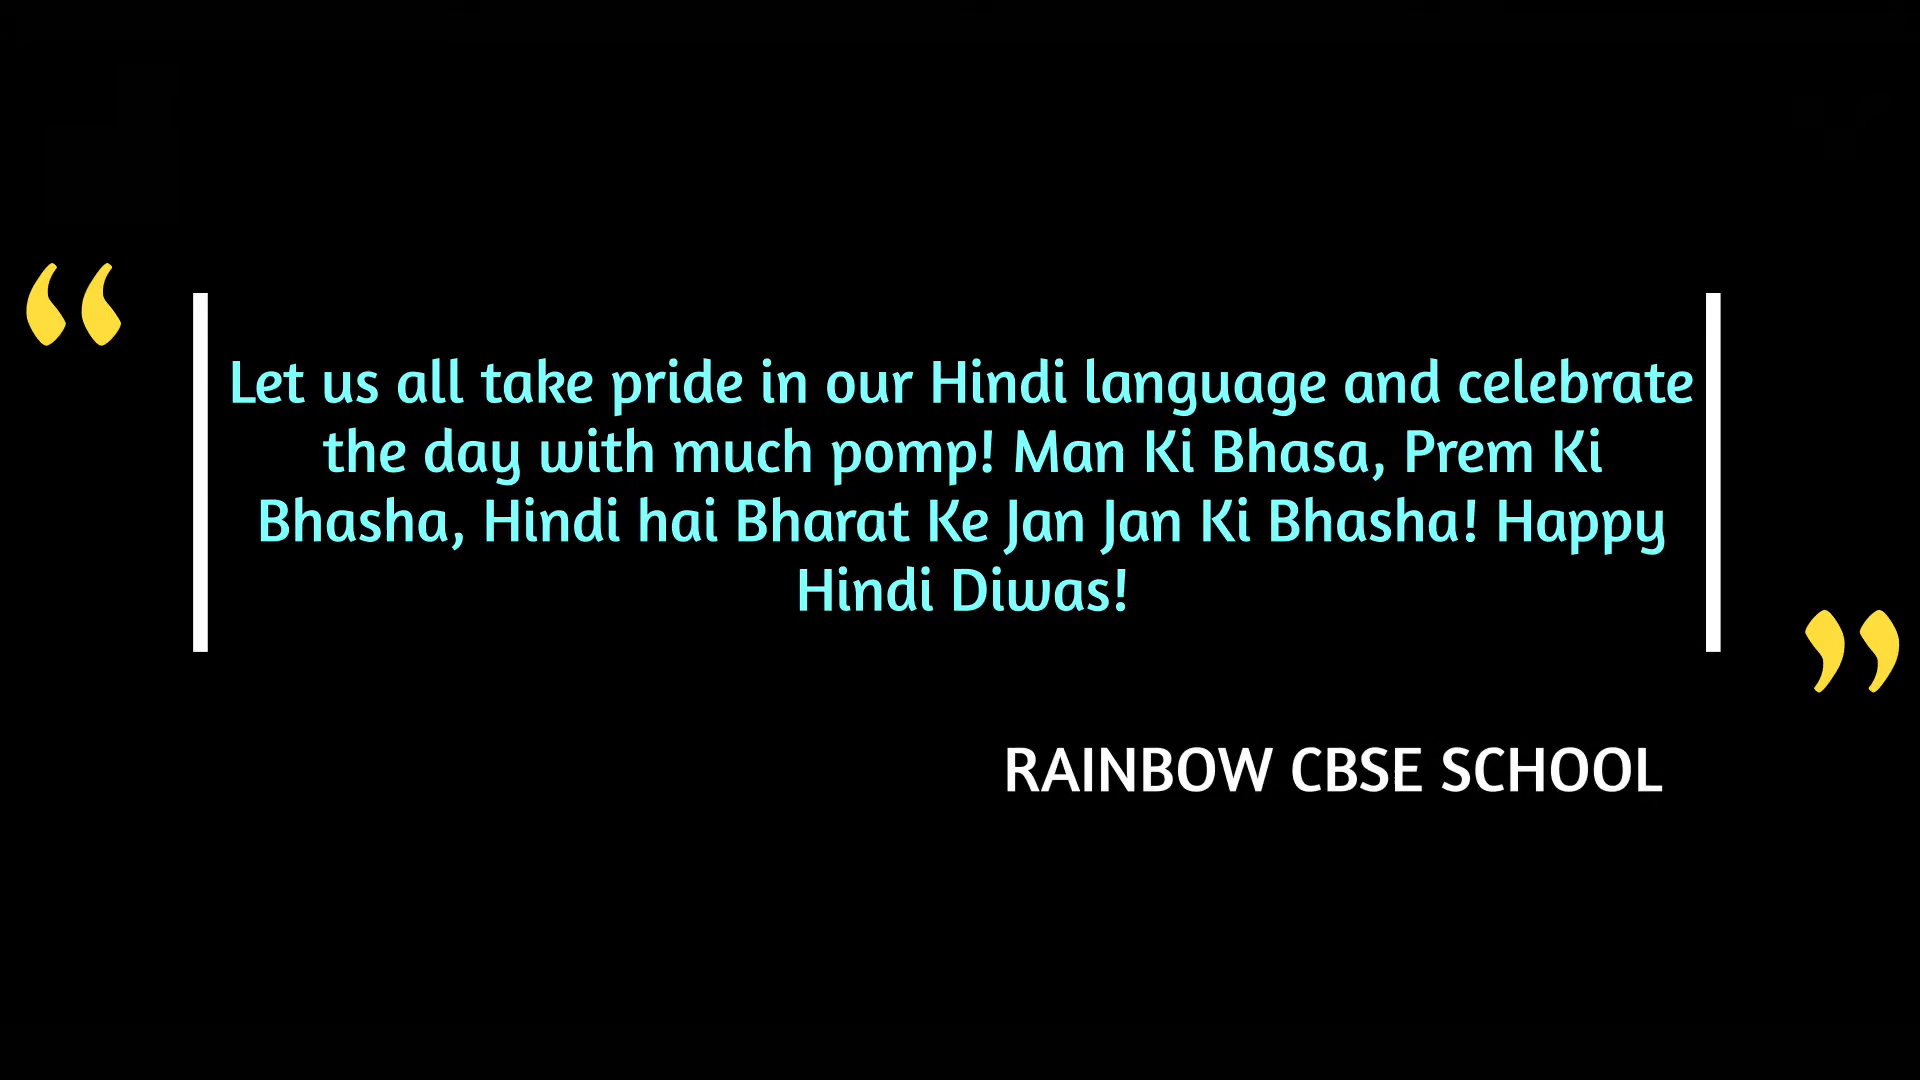 “
Let us all take pride in our Hindi language and celebrate
the day with much pomp! Man Ki Bhasa, Prem Ki
Bhasha, Hindi hai Bharat Ke Jan Jan Ki Bhasha! Happy
Hindi Diwas!
”
RAINBOW CBSE SCHOOL